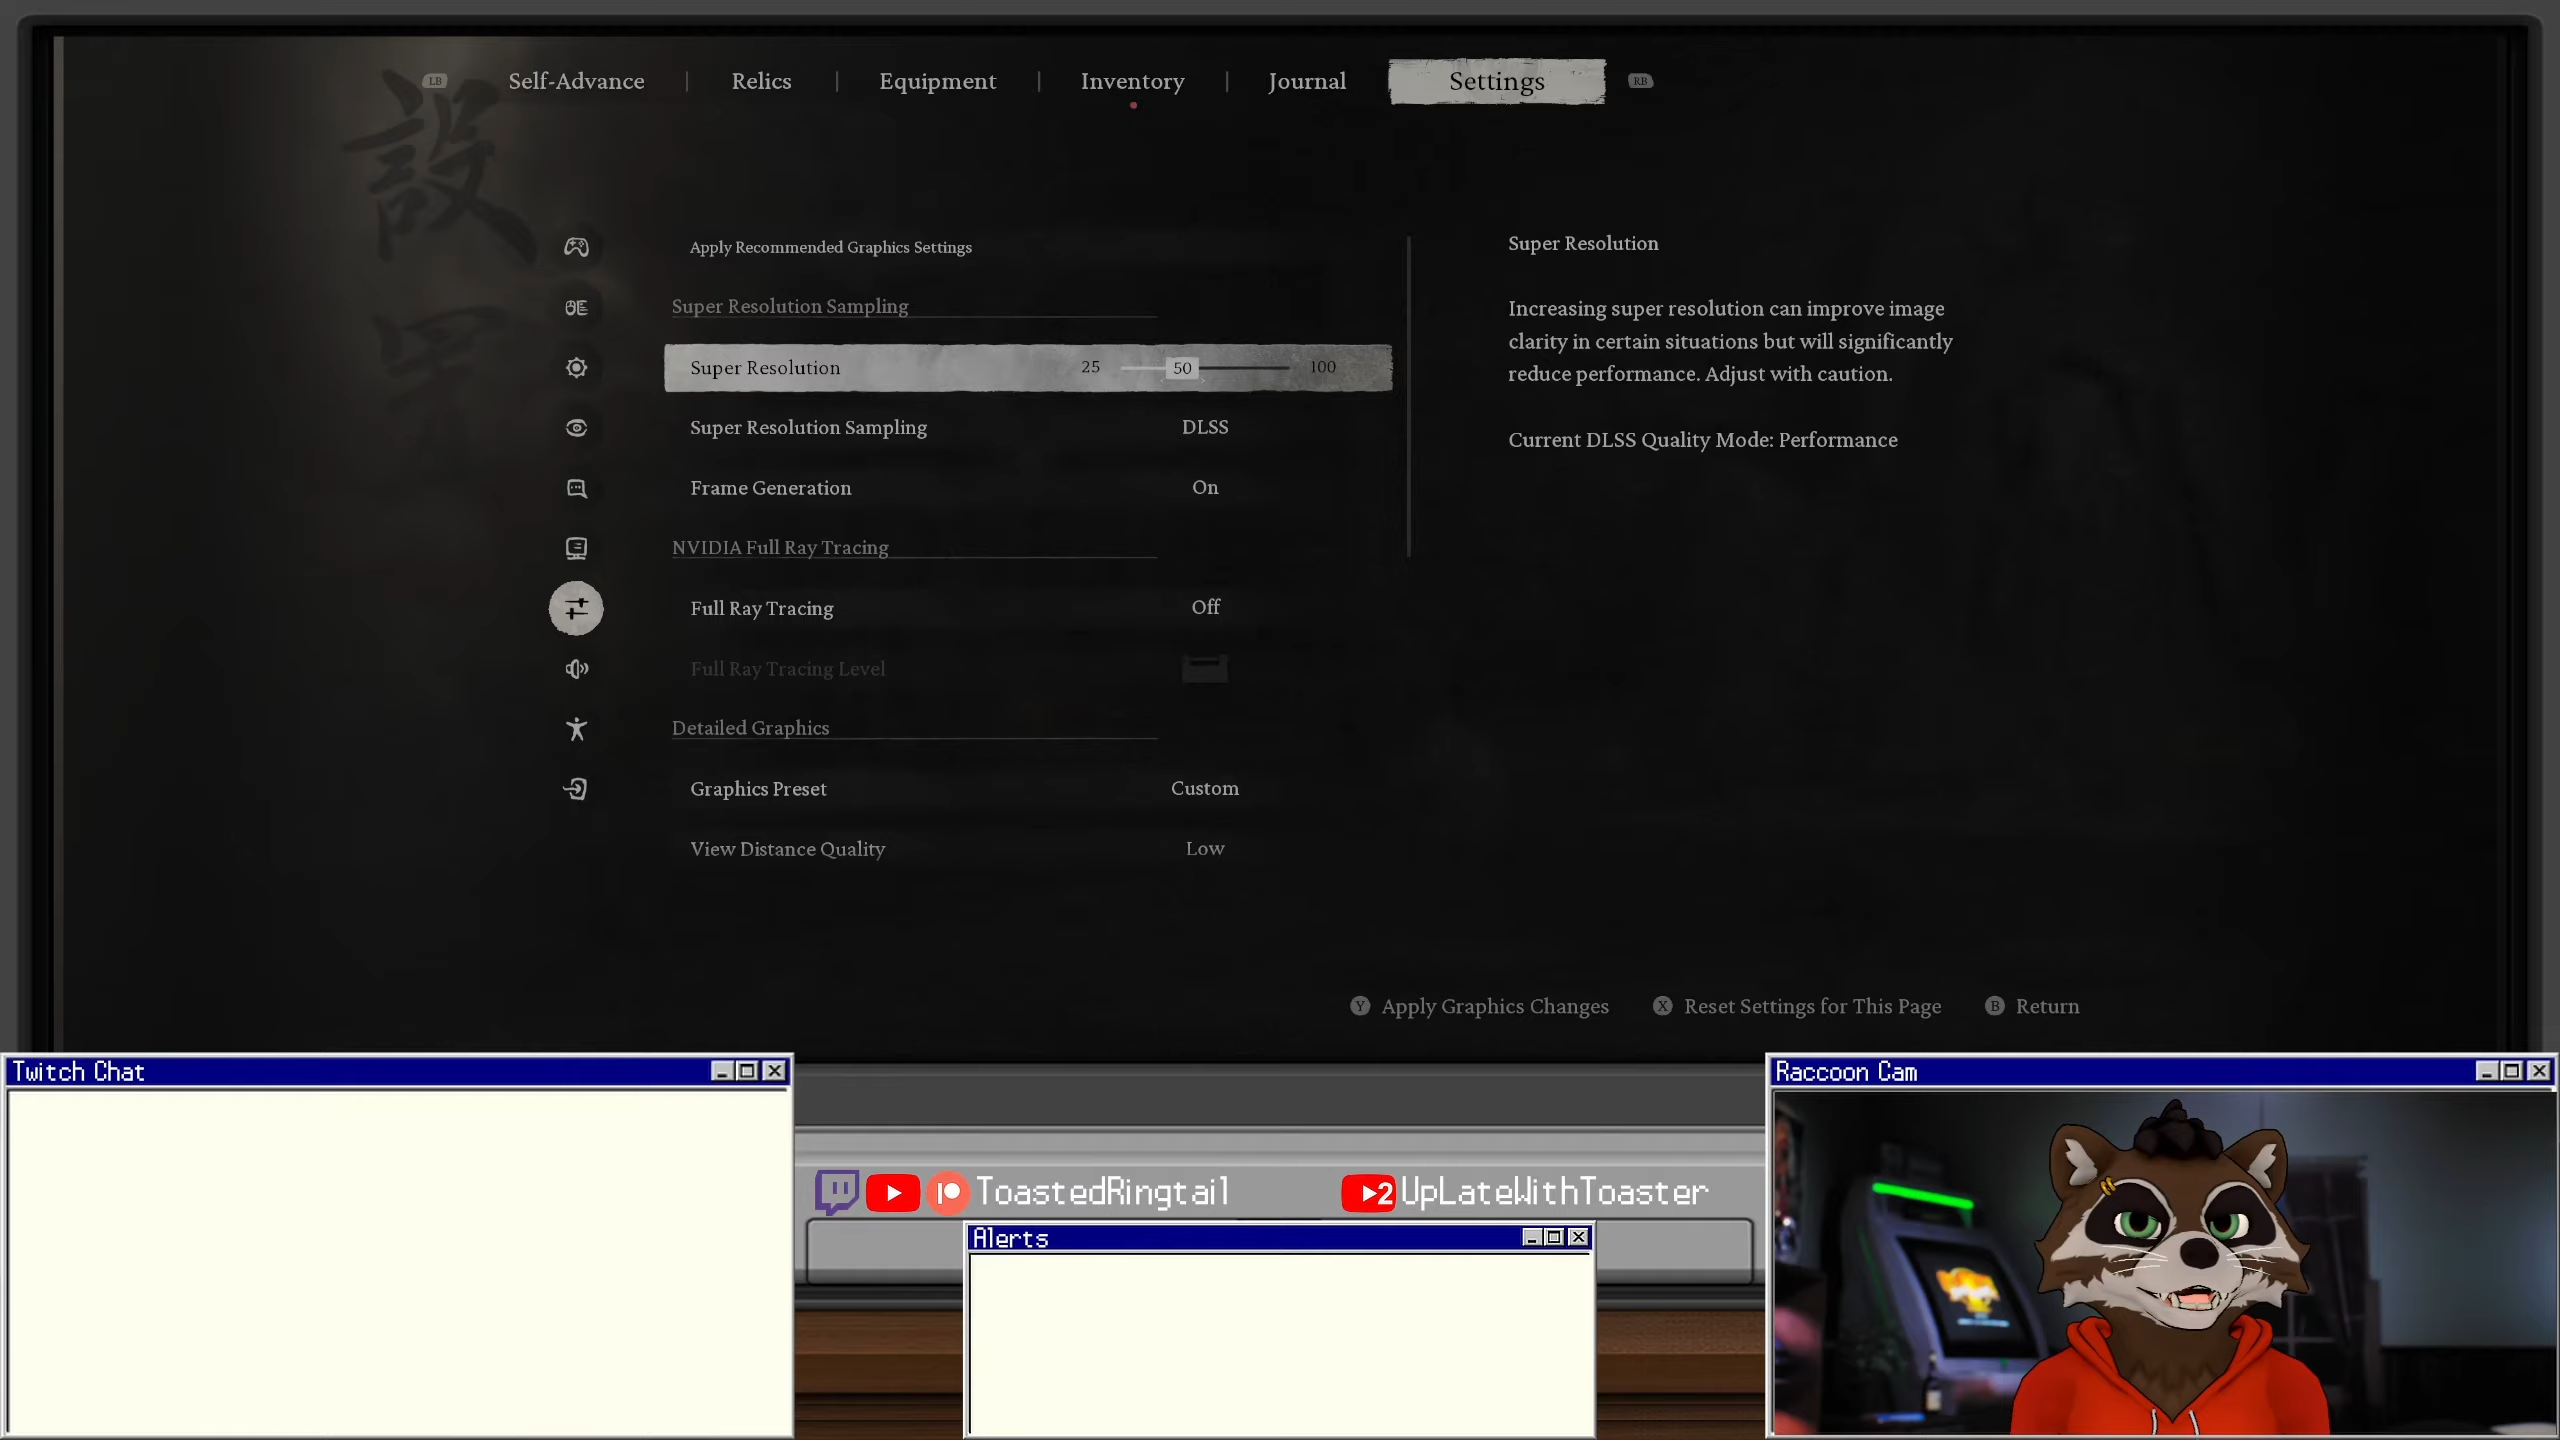 LB Self-Advance | Relics | Equipment | Inventory | Journal Settings RB
設
置
Apply Recommended Graphics Settings
Super Resolution Sampling
Super Resolution 25 50 100
Super Resolution Sampling DLSS
Frame Generation On
NVIDIA Full Ray Tracing
Full Ray Tracing Off
Full Ray Tracing Level
Detailed Graphics
Graphics Preset Custom
View Distance Quality Low
Super Resolution
Increasing super resolution can improve image
clarity in certain situations but will significantly
reduce performance. Adjust with caution.
Current DLSS Quality Mode: Performance
Y Apply Graphics Changes X Reset Settings for This Page B Return
Twitch Chat
ToastedRingtail
2 UpLateWithToaster
Alerts
Raccoon Cam